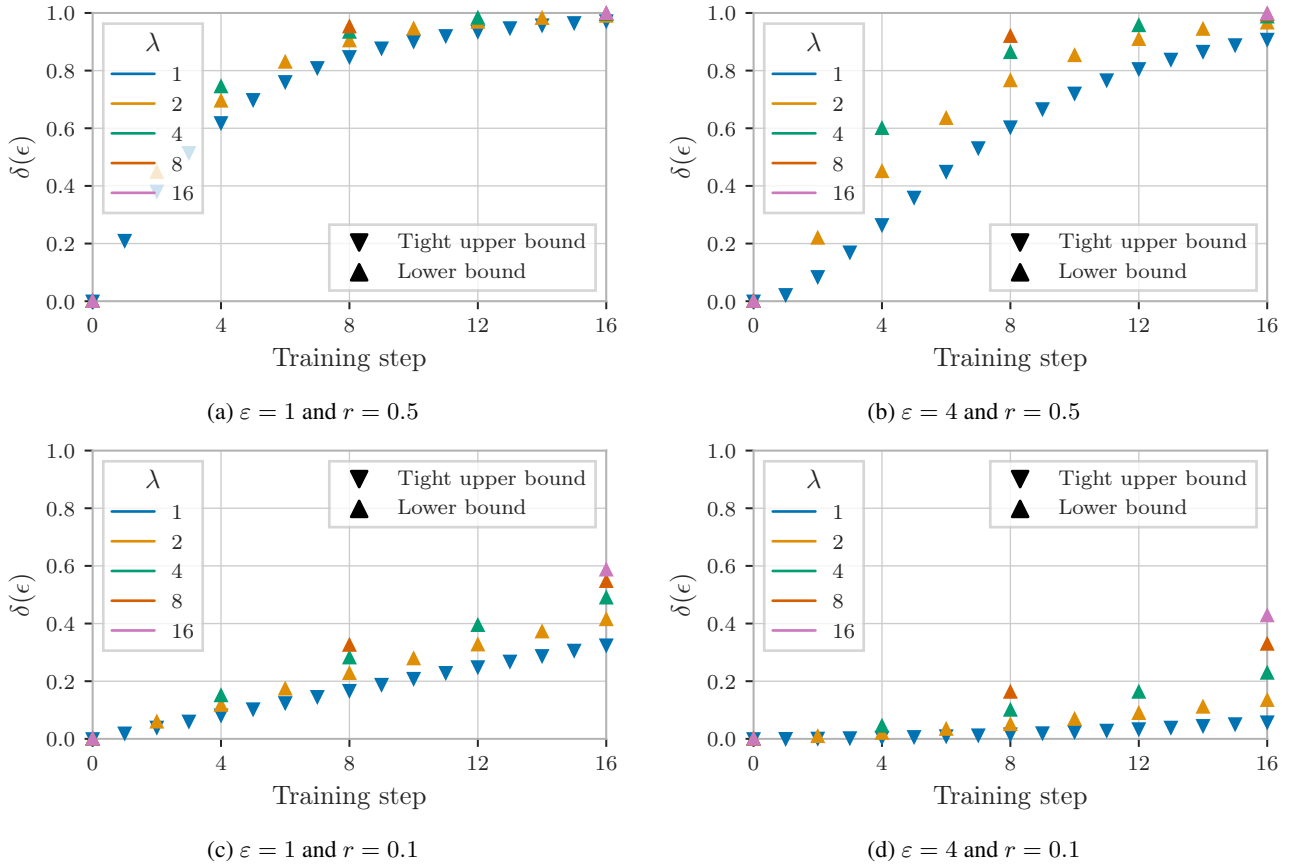 1.0
0.8
0.6
0.4
0.2
0.0
δ(ϵ)
λ
1
2
4
8
16
Tight upper bound
Lower bound
0 4 8 12 16
Training step
(a) ε = 1 and r = 0.5
1.0
0.8
0.6
0.4
0.2
0.0
δ(ϵ)
λ
1
2
4
8
16
Tight upper bound
Lower bound
0 4 8 12 16
Training step
(b) ε = 4 and r = 0.5
1.0
0.8
0.6
0.4
0.2
0.0
δ(ϵ)
λ
1
2
4
8
16
Tight upper bound
Lower bound
0 4 8 12 16
Training step
(c) ε = 1 and r = 0.1
1.0
0.8
0.6
0.4
0.2
0.0
δ(ϵ)
λ
1
2
4
8
16
Tight upper bound
Lower bound
0 4 8 12 16
Training step
(d) ε = 4 and r = 0.1